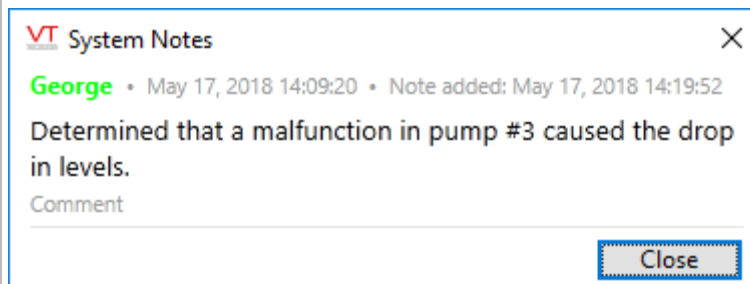 VT System Notes
George • May 17, 2018 14:09:20 • Note added: May 17, 2018 14:19:52
Determined that a malfunction in pump #3 caused the drop
in levels.
Comment
Close